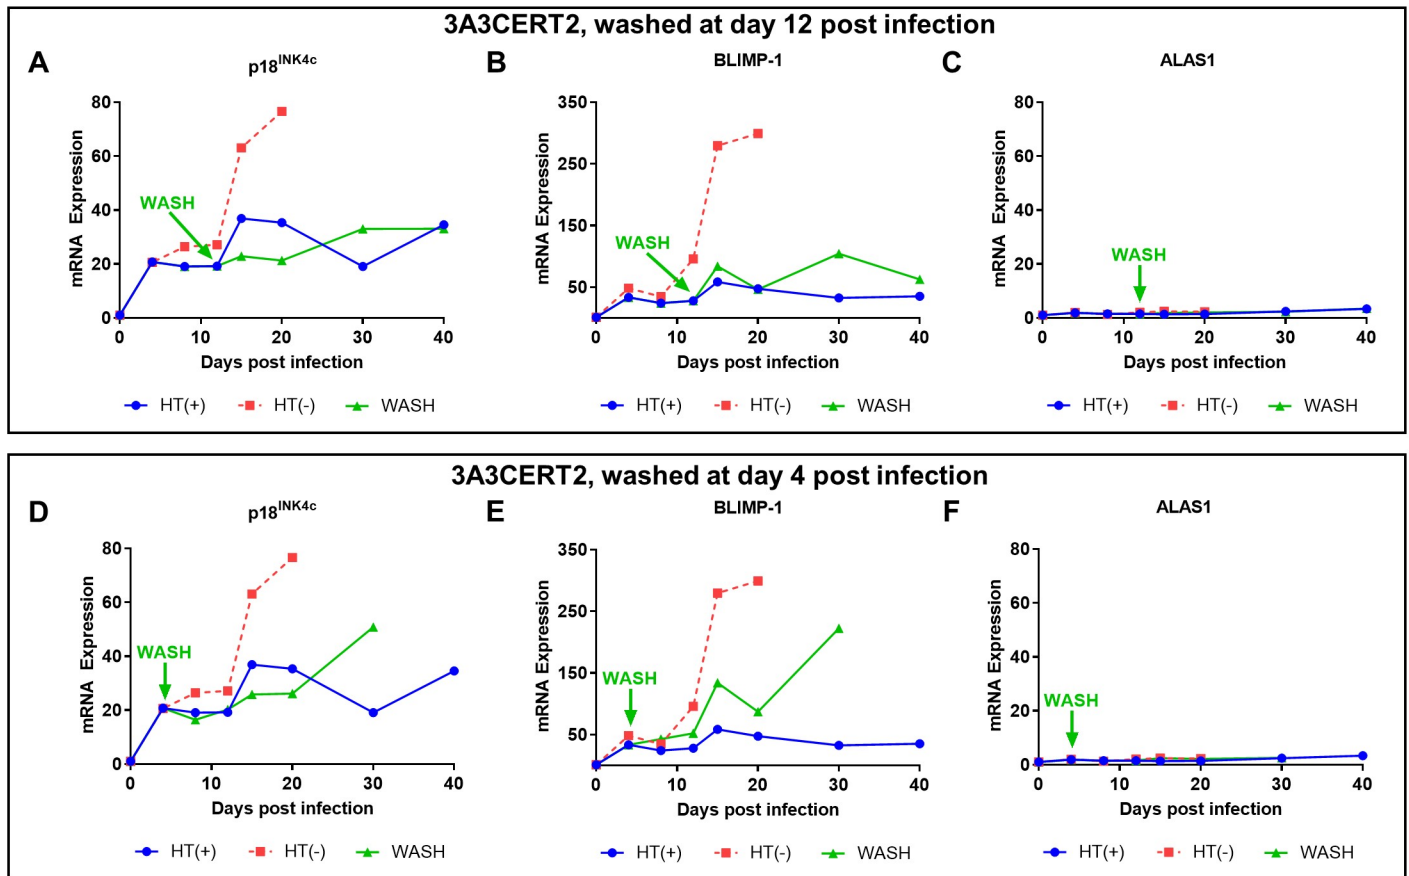 3A3CERT2, washed at day 12 post infection
A
p18INK4c
B
BLIMP-1
C
ALAS1
mRNA Expression
80
60
40
20
0
WASH
0 10 20 30 40
Days post infection
HT(+) HT(-) WASH
mRNA Expression
350
250
150
50
WASH
0 10 20 30 40
Days post infection
HT(+) HT(-) WASH
mRNA Expression
80
60
40
20
0
WASH
0 10 20 30 40
Days post infection
HT(+) HT(-) WASH
3A3CERT2, washed at day 4 post infection
D
p18INK4c
E
BLIMP-1
F
ALAS1
mRNA Expression
80
60
40
20
0
WASH
0 10 20 30 40
Days post infection
HT(+) HT(-) WASH
mRNA Expression
350
250
150
50
WASH
0 10 20 30 40
Days post infection
HT(+) HT(-) WASH
mRNA Expression
80
60
40
20
0
WASH
0 10 20 30 40
Days post infection
HT(+) HT(-) WASH